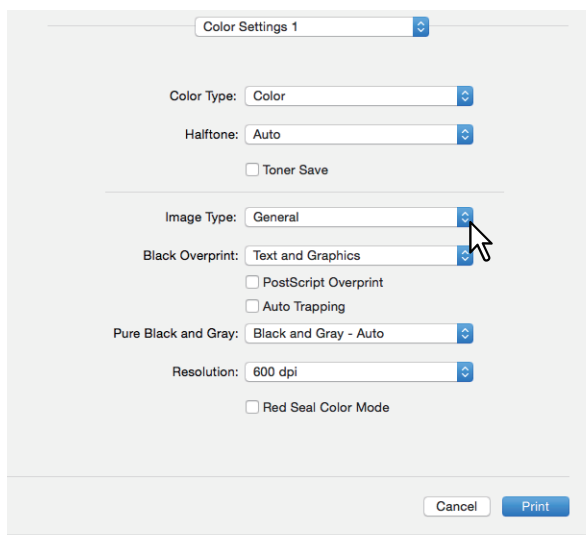 Color Settings 1
Color Type: Color
Halftone: Auto
Toner Save
Image Type: General
Black Overprint: Text and Graphics
PostScript Overprint
Auto Trapping
Pure Black and Gray: Black and Gray - Auto
Resolution: 600 dpi
Red Seal Color Mode
Cancel Print